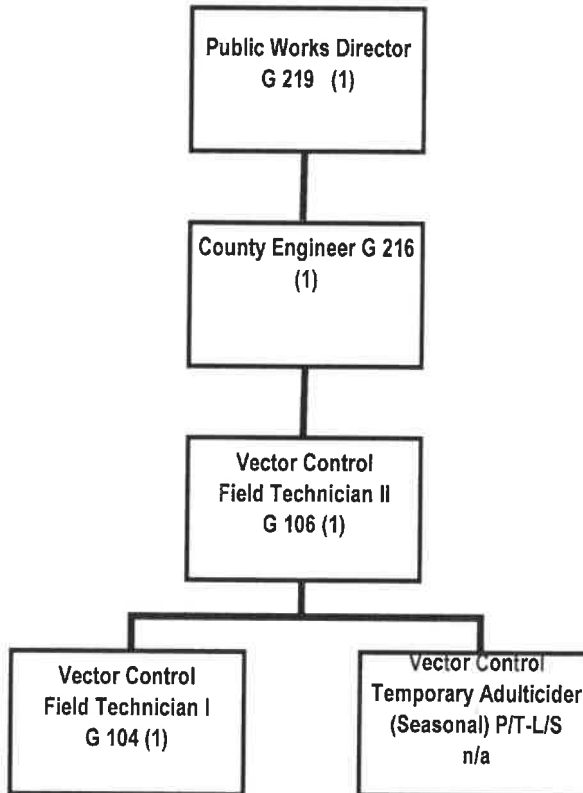 Public Works Director
G 219 (1)
County Engineer G 216
(1)
Vector Control
Field Technician II
G 106 (1)
Vector Control
Field Technician I
G 104 (1)
Vector Control
Temporary Adulticider
(Seasonal) P/T-L/S
n/a